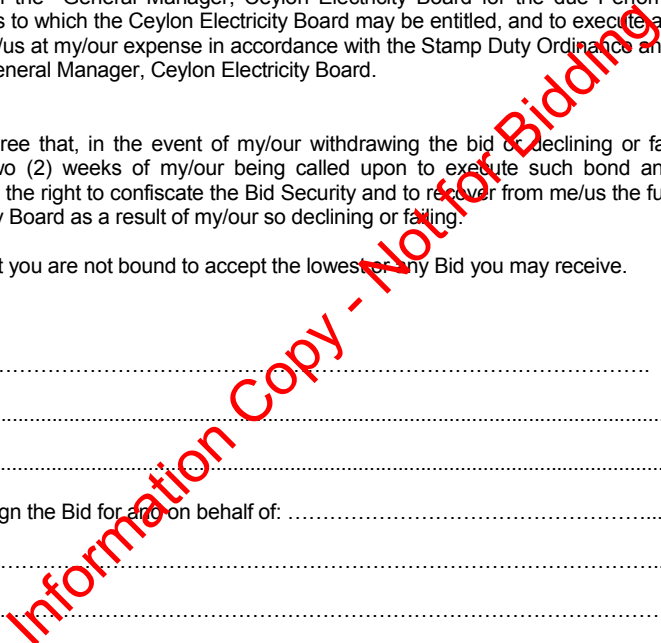 of the General Manager, Ceylon Electricity Board for the due Perform
s to which the Ceylon Electricity Board may be entitled, and to execute a
/us at my/our expense in accordance with the Stamp Duty Ordinance an
eneral Manager, Ceylon Electricity Board.
ree that, in the event of my/our withdrawing the bid or declining or fa
vo (2) weeks of my/our being called upon to execute such bond an
the right to confiscate the Bid Security and to recover from me/us the fu
y Board as a result of my/our so declining or failing.
t you are not bound to accept the lowest or any Bid you may receive.
gn the Bid for and on behalf of: ……………………………………………………...
Information Copy - Not for Bidding